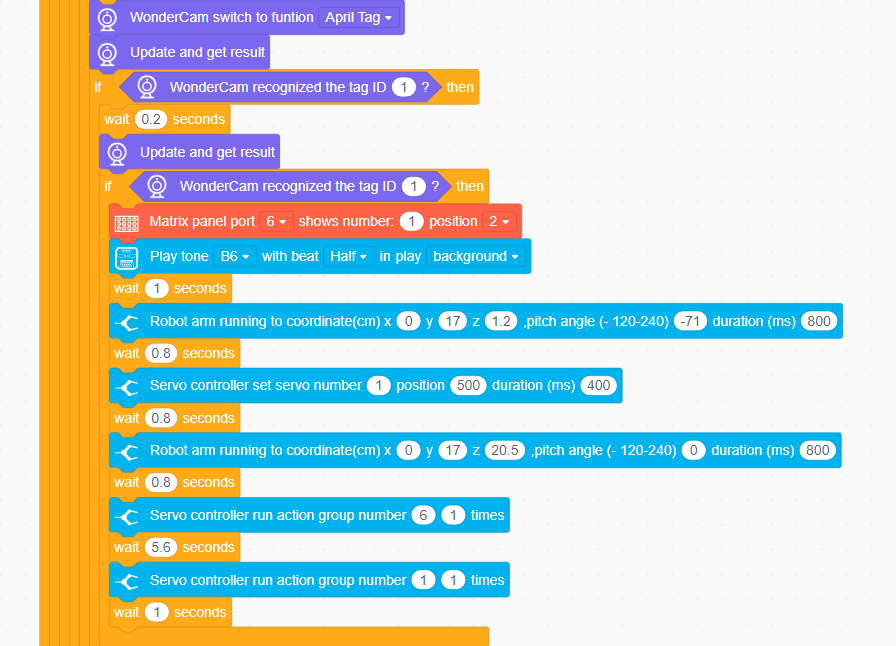 WonderCam switch to funtion April Tag
Update and get result
if WonderCam recognized the tag ID 1 ? then
wait 0.2 seconds
Update and get result
if WonderCam recognized the tag ID 1 ? then
Matrix panel port 6 shows number: 1 position 2
Play tone B6 with beat Half in play background
wait 1 seconds
Robot arm running to coordinate(cm) x 0 y 17 z 1.2 ,pitch angle (- 120-240) -71 duration (ms) 800
wait 0.8 seconds
Servo controller set servo number 1 position 500 duration (ms) 400
wait 0.8 seconds
Robot arm running to coordinate(cm) x 0 y 17 z 20.5 ,pitch angle (- 120-240) 0 duration (ms) 800
wait 0.8 seconds
Servo controller run action group number 6 1 times
wait 5.6 seconds
Servo controller run action group number 1 1 times
wait 1 seconds